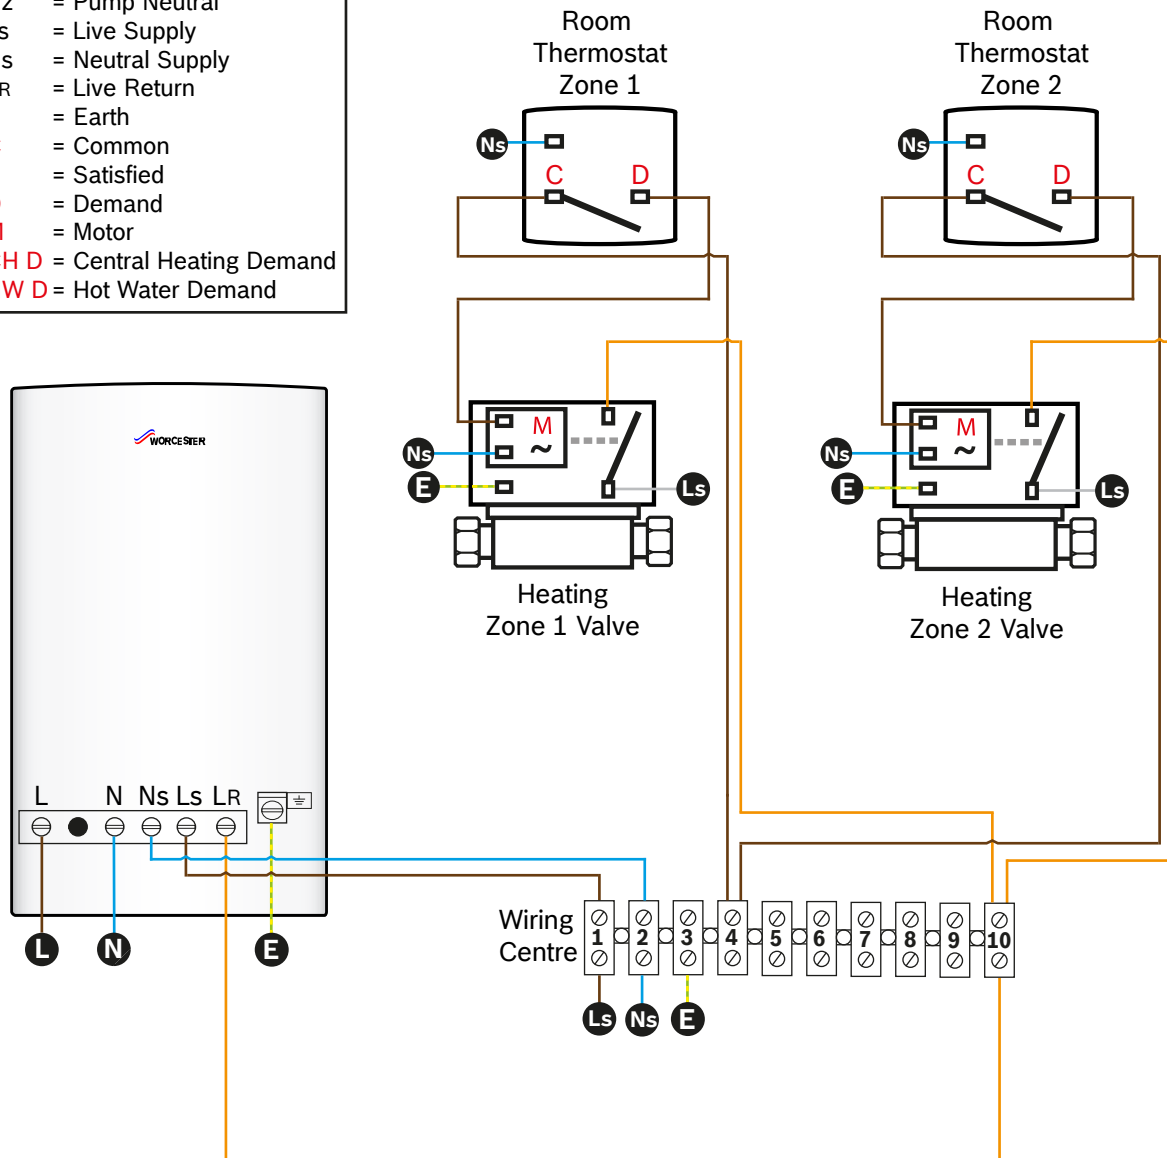 2 = Pump Neutral
s = Live Supply
s = Neutral Supply
R = Live Return
= Earth
= Common
= Satisfied
= Demand
= Motor
H D = Central Heating Demand
W D = Hot Water Demand
Room
Thermostat
Zone 1
Ns
C
D
Room
Thermostat
Zone 2
Ns
C
D
WORCESTER
M
~
Ns
E
Ls
Heating
Zone 1 Valve
M
~
Ns
E
Ls
Heating
Zone 2 Valve
L N Ns Ls LR
L N E
Wiring
Centre
1 2 3 4 5 6 7 8 9 10
Ls Ns E